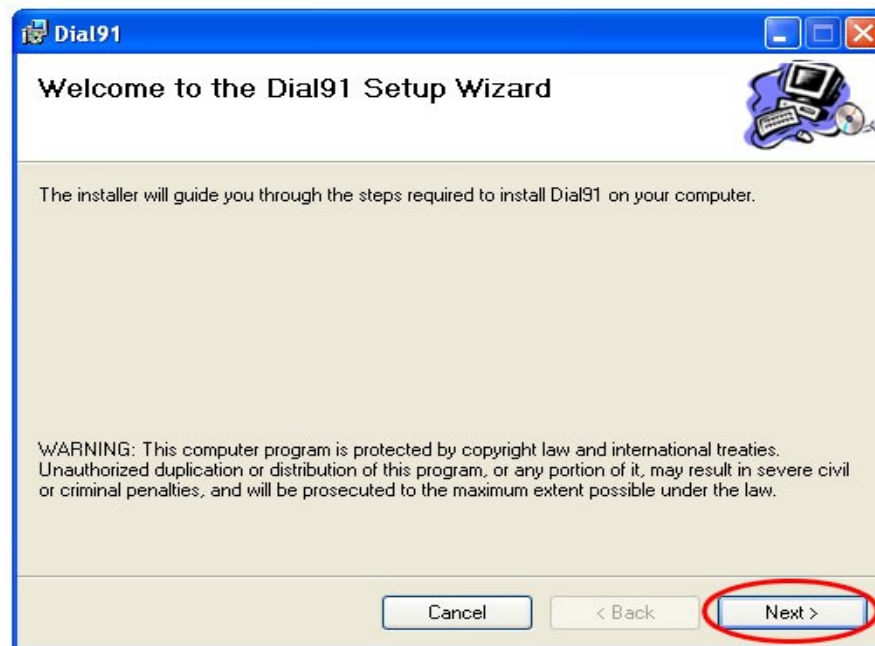 Dial91
Welcome to the Dial91 Setup Wizard
The installer will guide you through the steps required to install Dial91 on your computer.
WARNING: This computer program is protected by copyright law and international treaties.
Unauthorized duplication or distribution of this program, or any portion of it, may result in severe civil
or criminal penalties, and will be prosecuted to the maximum extent possible under the law.
Cancel < Back Next >